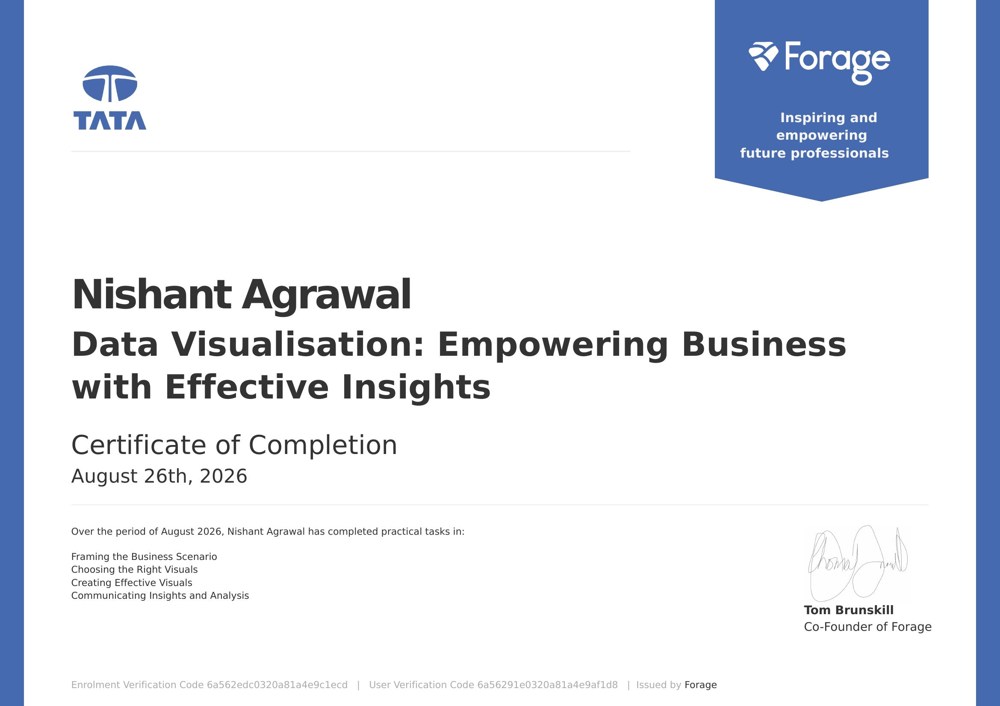 TATA
Forage
Inspiring and
empowering
future professionals
Nishant Agrawal
Data Visualisation: Empowering Business
with Effective Insights
Certificate of Completion
August 26th, 2026
Over the period of August 2026, Nishant Agrawal has completed practical tasks in:
Framing the Business Scenario
Choosing the Right Visuals
Creating Effective Visuals
Communicating Insights and Analysis
Tom Brunskill
Co-Founder of Forage
Enrolment Verification Code 6a562edc0320a81a4e9c1ecd | User Verification Code 6a56291e0320a81a4e9af1d8 | Issued by Forage